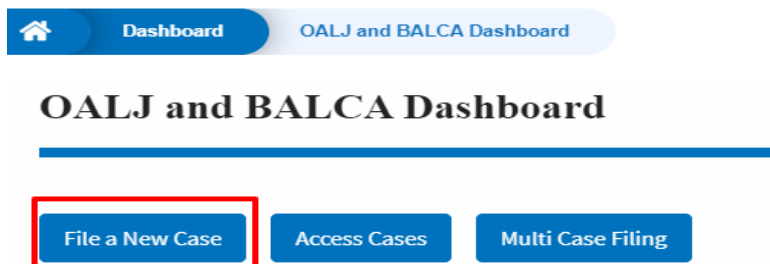 Dashboard OALJ and BALCA Dashboard
OALJ and BALCA Dashboard
File a New Case Access Cases Multi Case Filing